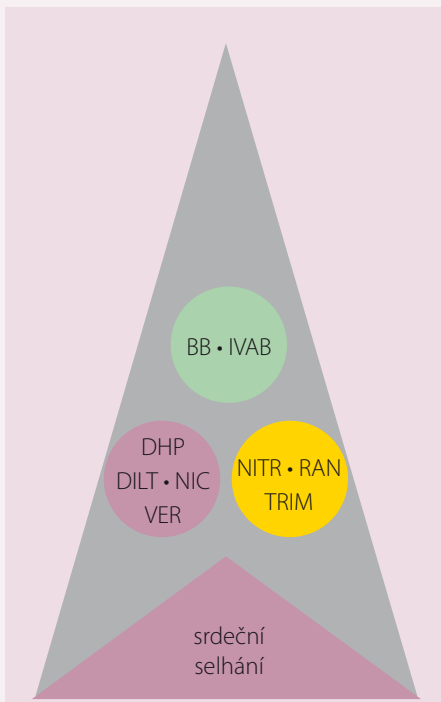 BB • IVAB
DHP
DILT • NIC
VER
NITR • RAN
TRIM
srdeční
selhání